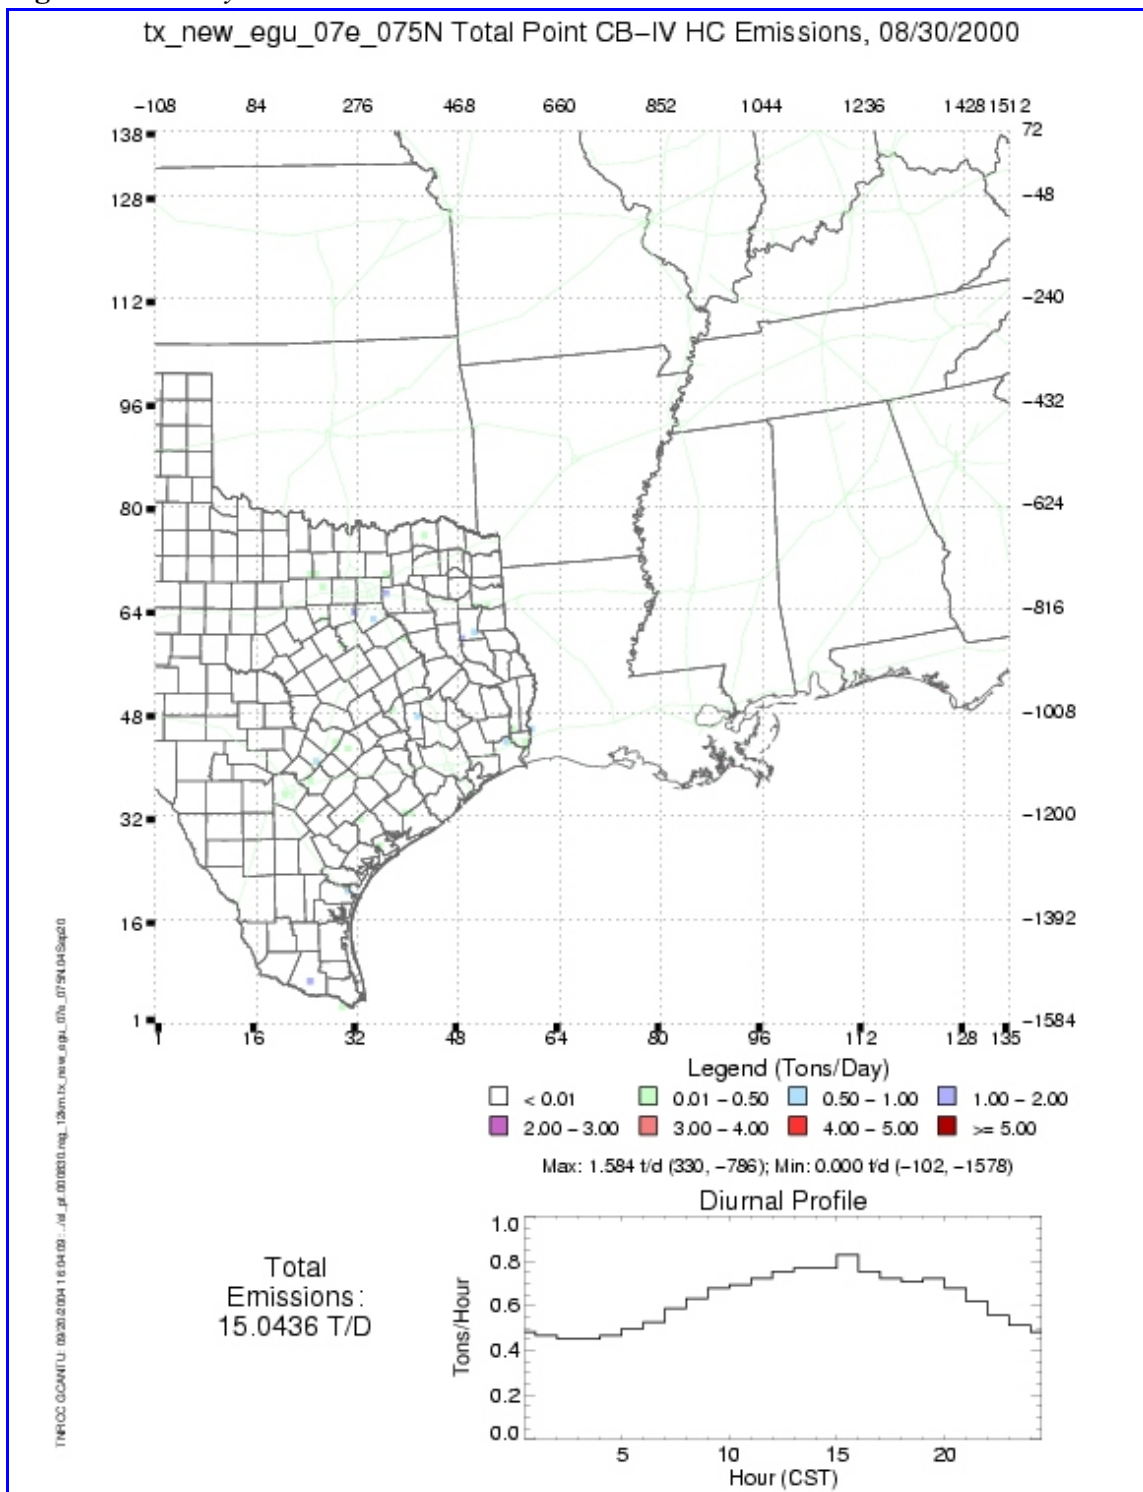 tx_new_egu_07e_075N Total Point CB-IV HC Emissions, 08/30/2000
-108 84 276 468 660 852 1044 1236 1428 1512
138 72
128 -48
112 -240
96 -432
80 -624
64 -816
48 -1008
32 -1200
16 -1392
1 -1584
1 16 32 48 64 80 96 112 128 135
Legend (Tons/Day)
< 0.01 0.01 - 0.50 0.50 - 1.00 1.00 - 2.00
2.00 - 3.00 3.00 - 4.00 4.00 - 5.00 >= 5.00
Max: 1.584 t/d (330, -786); Min: 0.000 t/d (-102, -1578)
Diurnal Profile
Total
Emissions:
15.0436 T/D
Tons/Hour
1.0
0.8
0.6
0.4
0.2
0.0
5 10 15 20
Hour (CST)